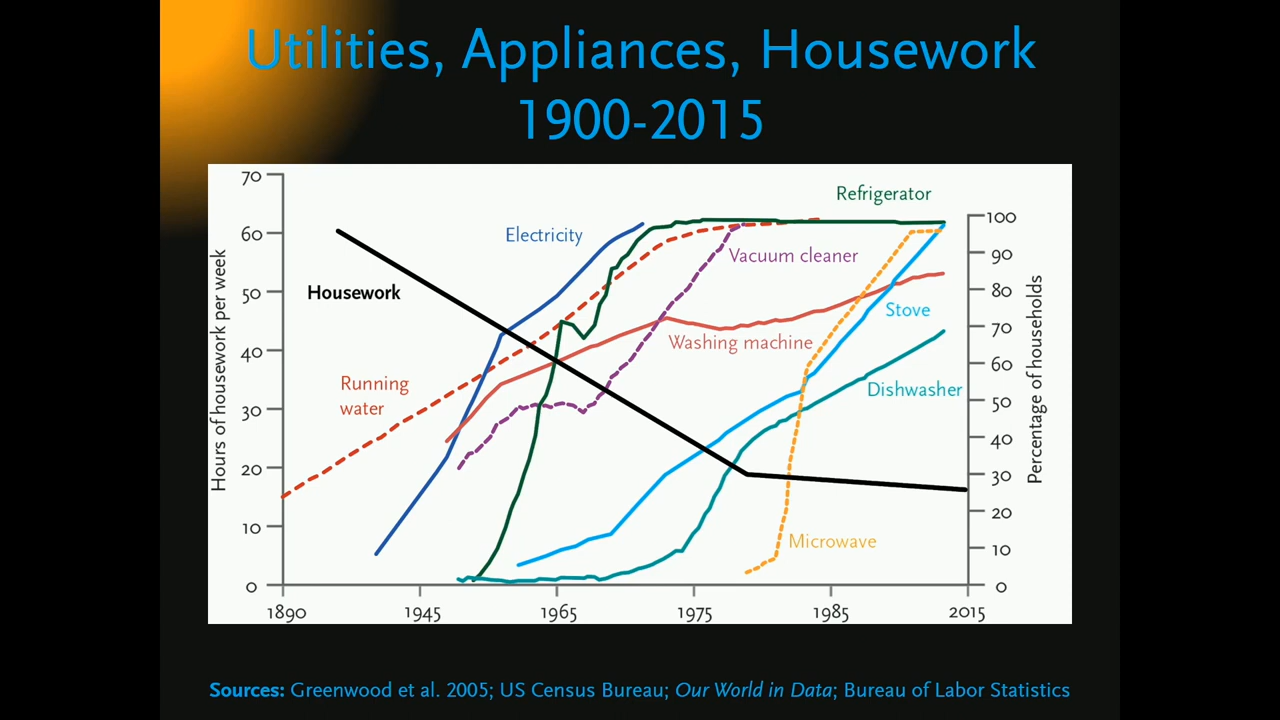 Utilities, Appliances, Housework
1900-2015
70
60
50
40
30
20
10
0
Hours of housework per week
100
90
80
70
60
50
40
30
20
10
0
Percentage of households
Refrigerator
Electricity
Vacuum cleaner
Housework
Stove
Washing machine
Running
water
Dishwasher
Microwave
1890
1945
1965
1975
1985
2015
Sources: Greenwood et al. 2005; US Census Bureau; Our World in Data; Bureau of Labor Statistics